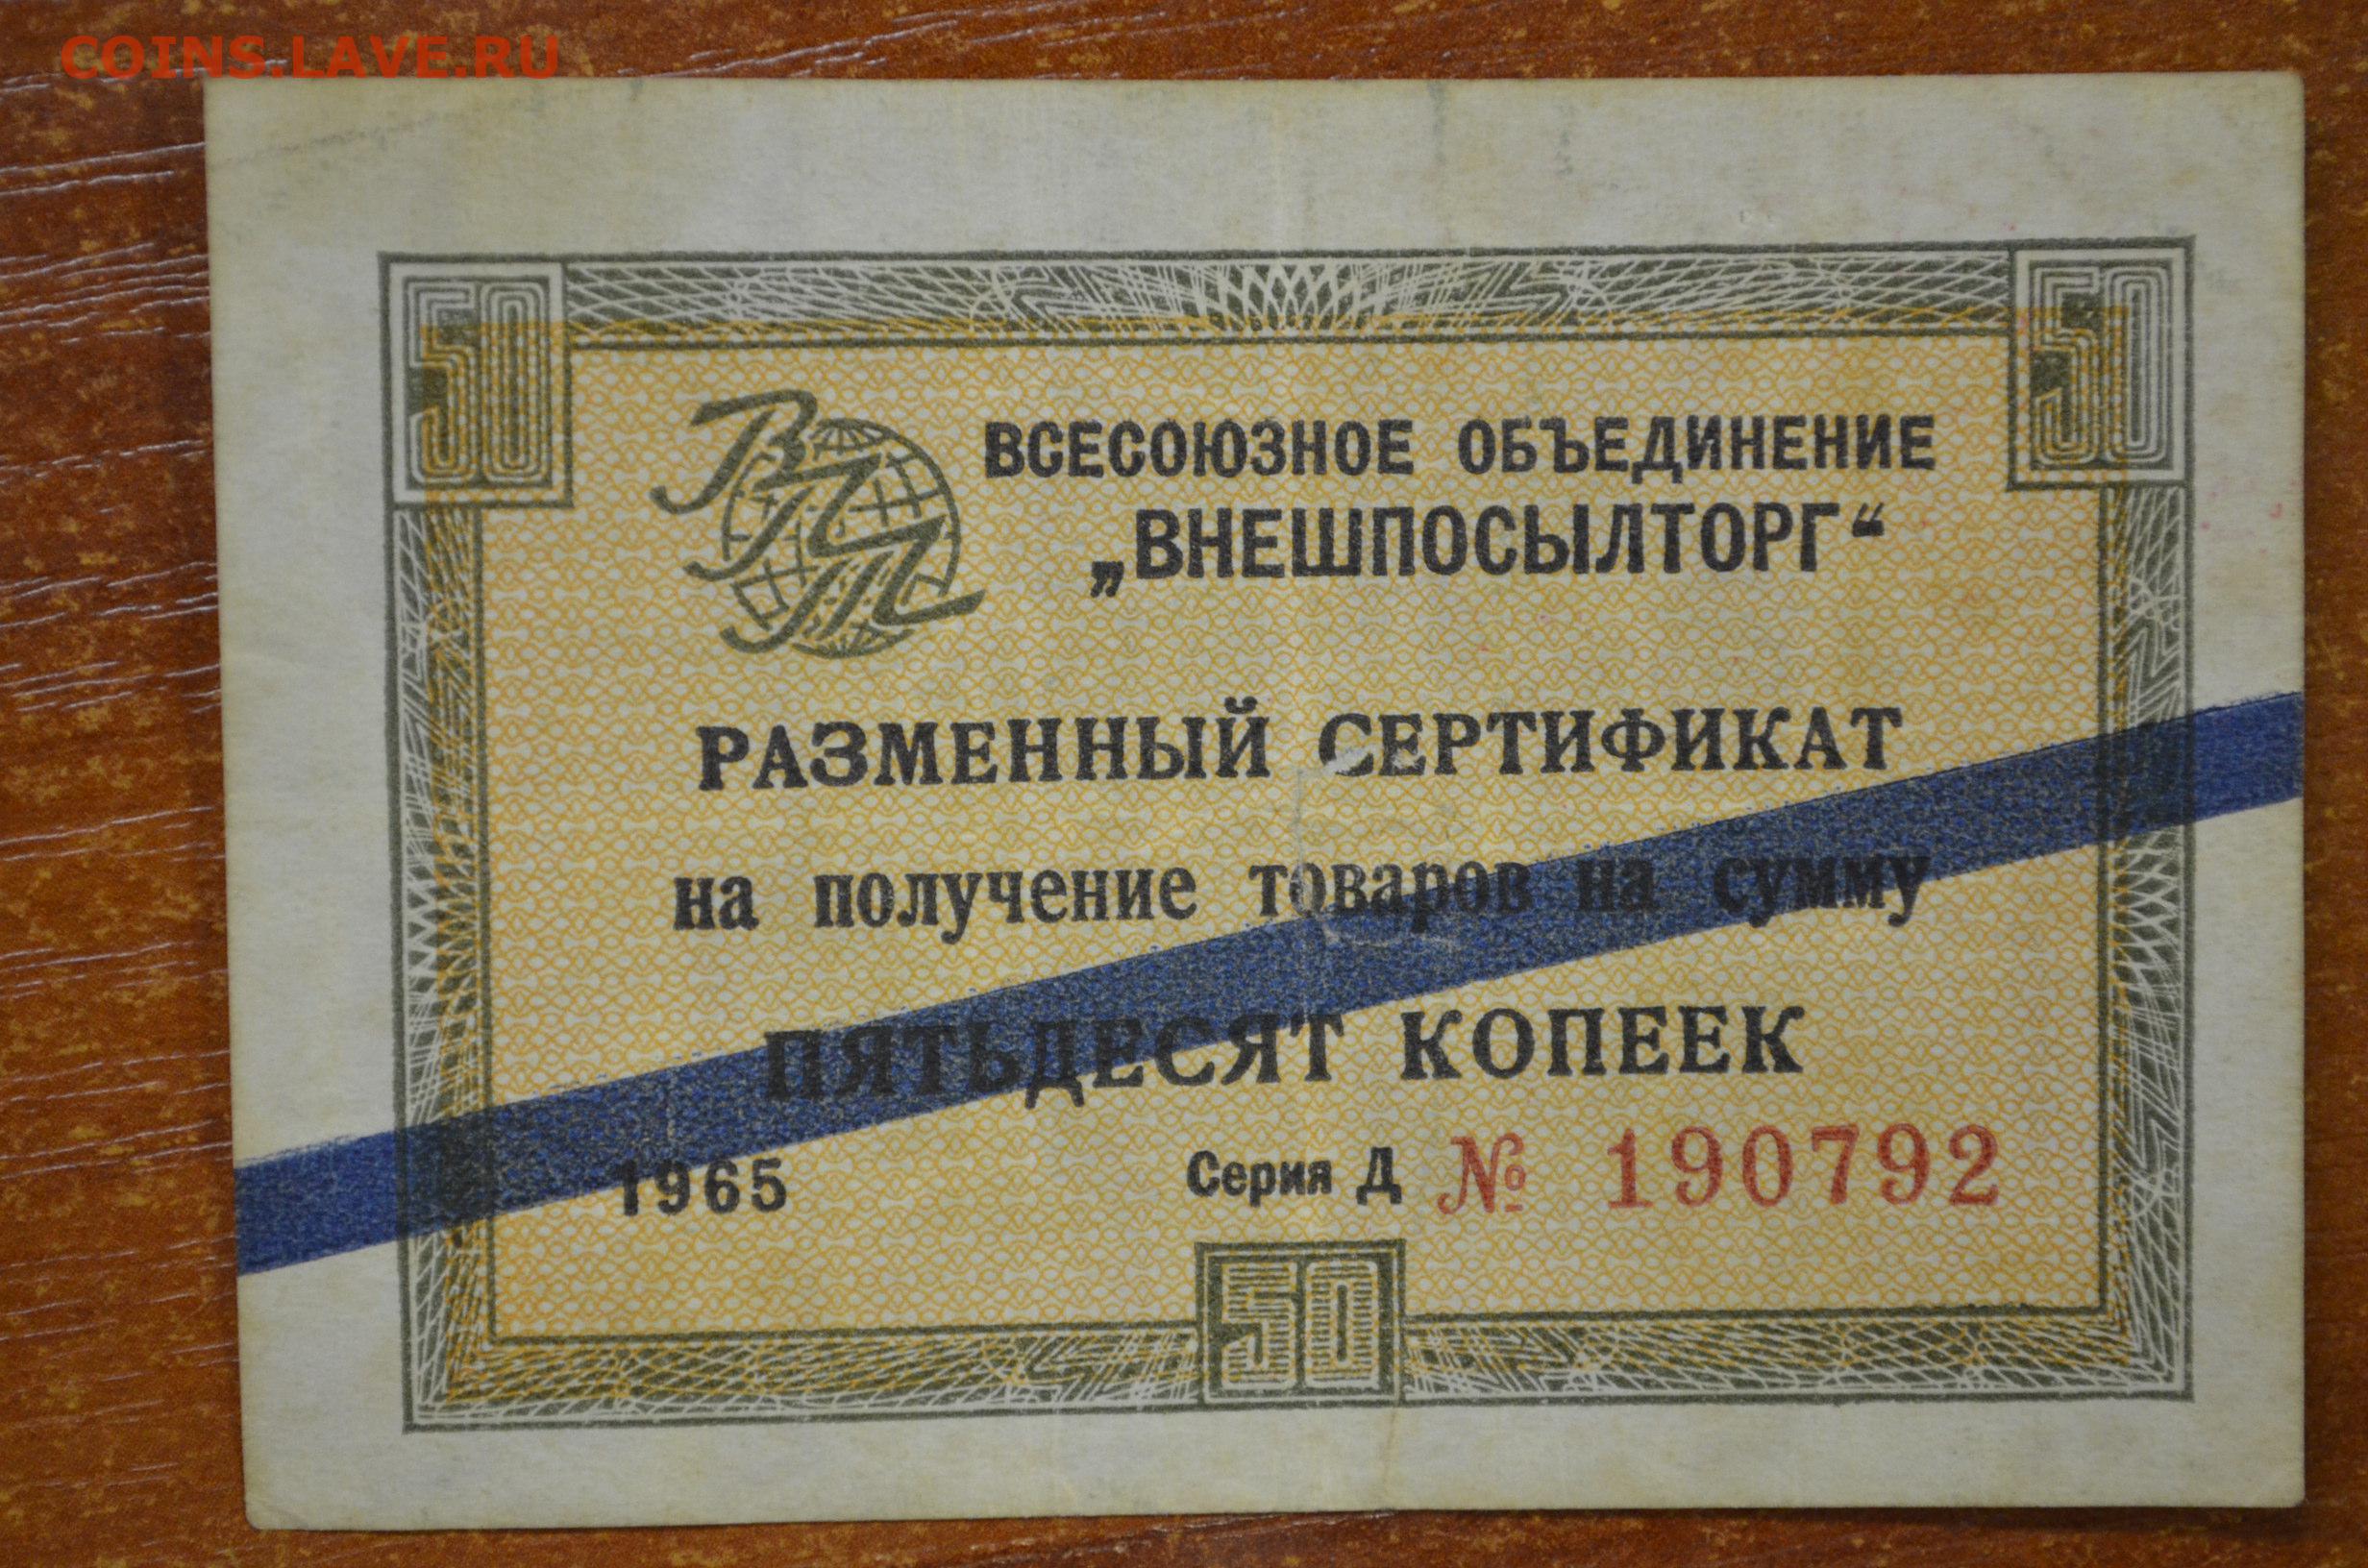 COINS.LAVE.RU
50
50
ВПТ
ВСЕСОЮЗНОЕ ОБЪЕДИНЕНИЕ
„ВНЕШПОСЫЛТОРГ“
РАЗМЕННЫЙ СЕРТИФИКАТ
на получение товаров на сумму
ПЯТЬДЕСЯТ КОПЕЕК
1965 Серия Д № 190792
50